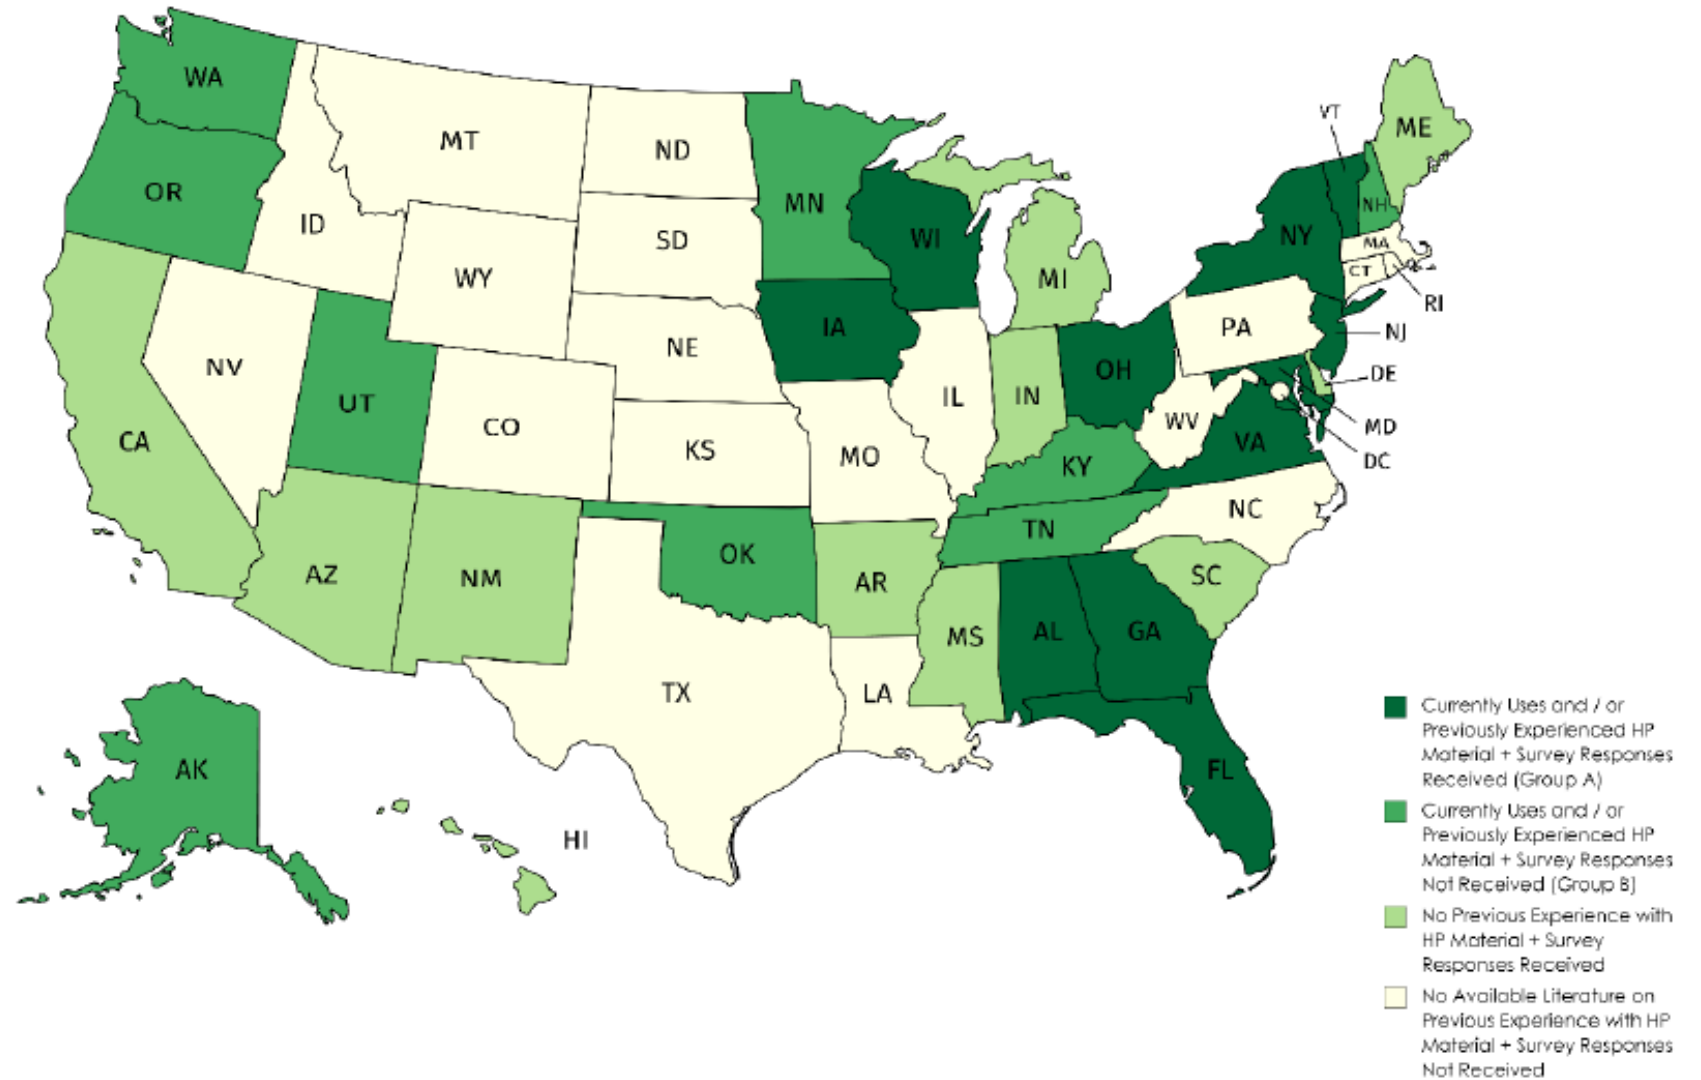 WA
MT
ND
VT
ME
OR
MN
ID
SD
WI
NY
NH
MA
CT
RI
WY
MI
IA
PA
NJ
NE
NV
OH
DE
UT
CO
IL
IN
CA
KS
MO
WV
VA
MD
DC
KY
NC
TN
OK
AZ
NM
AR
SC
MS
AL
GA
TX
LA
AK
FL
HI
Currently Uses and / or
Previously Experienced HP
Material + Survey Responses
Received (Group A)
Currently Uses and / or
Previously Experienced HP
Material + Survey Responses
Not Received (Group B)
No Previous Experience with
HP Material + Survey
Responses Received
No Available Literature on
Previous Experience with HP
Material + Survey Responses
Not Received